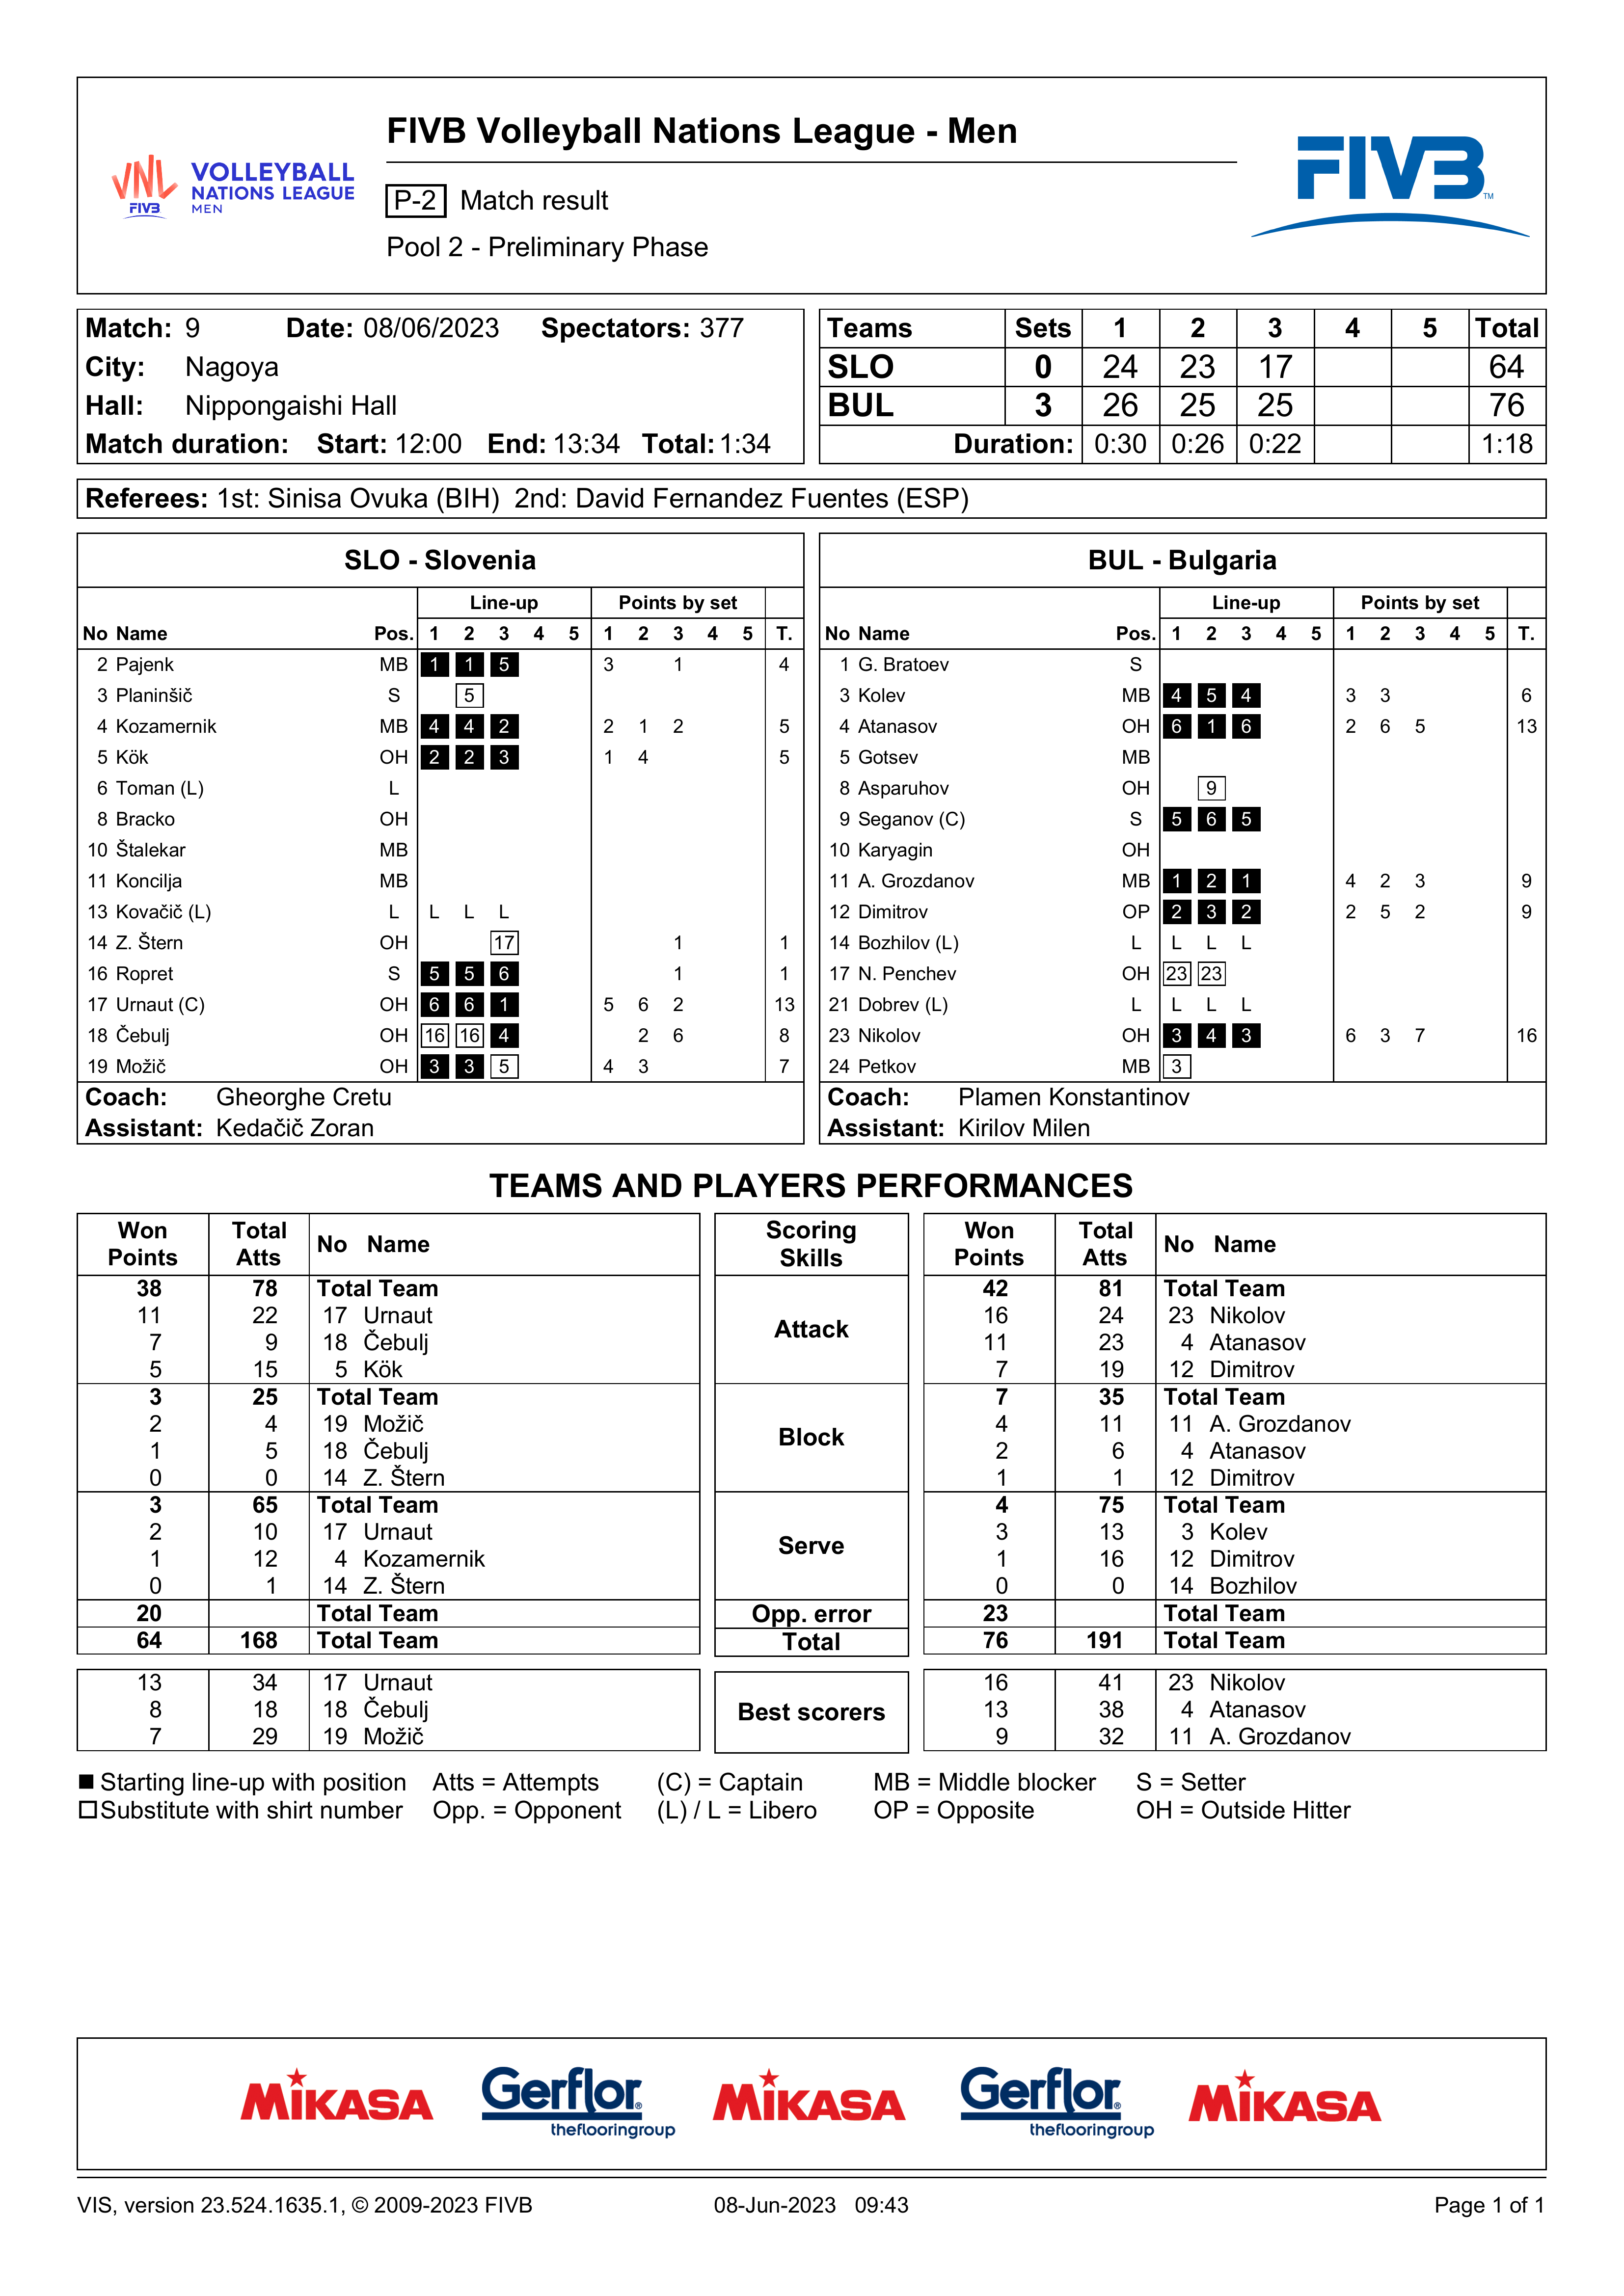 FIVB Volleyball Nations League - Men
VNL FIVB VOLLEYBALL NATIONS LEAGUE MEN
P-2 Match result
Pool 2 - Preliminary Phase
FIVB TM
Match: 9 Date: 08/06/2023 Spectators: 377
City: Nagoya
Hall: Nippongaishi Hall
Match duration: Start: 12:00 End: 13:34 Total: 1:34
Teams Sets 1 2 3 4 5 Total
SLO 0 24 23 17 64
BUL 3 26 25 25 76
Duration: 0:30 0:26 0:22 1:18
Referees: 1st: Sinisa Ovuka (BIH) 2nd: David Fernandez Fuentes (ESP)
SLO - Slovenia
Line-up Points by set
No Name Pos. 1 2 3 4 5 1 2 3 4 5 T.
2 Pajenk MB 1 1 5 3 1 4
3 Planinšič S 5
4 Kozamernik MB 4 4 2 2 1 2 5
5 Kök OH 2 2 3 1 4 5
6 Toman (L) L
8 Bracko OH
10 Štalekar MB
11 Koncilja MB
13 Kovačič (L) L L L L
14 Z. Štern OH 17 1 1
16 Ropret S 5 5 6 1 1
17 Urnaut (C) OH 6 6 1 5 6 2 13
18 Čebulj OH 16 16 4 2 6 8
19 Možič OH 3 3 5 4 3 7
Coach: Gheorghe Cretu
Assistant: Kedačič Zoran
BUL - Bulgaria
Line-up Points by set
No Name Pos. 1 2 3 4 5 1 2 3 4 5 T.
1 G. Bratoev S
3 Kolev MB 4 5 4 3 3 6
4 Atanasov OH 6 1 6 2 6 5 13
5 Gotsev MB
8 Asparuhov OH 9
9 Seganov (C) S 5 6 5
10 Karyagin OH
11 A. Grozdanov MB 1 2 1 4 2 3 9
12 Dimitrov OP 2 3 2 2 5 2 9
14 Bozhilov (L) L L L L
17 N. Penchev OH 23 23
21 Dobrev (L) L L L L
23 Nikolov OH 3 4 3 6 3 7 16
24 Petkov MB 3
Coach: Plamen Konstantinov
Assistant: Kirilov Milen
TEAMS AND PLAYERS PERFORMANCES
Won Points Total Atts No Name Scoring Skills Won Points Total Atts No Name
38 78 Total Team Attack 42 81 Total Team
11 22 17 Urnaut 16 24 23 Nikolov
7 9 18 Čebulj 11 23 4 Atanasov
5 15 5 Kök 7 19 12 Dimitrov
3 25 Total Team Block 7 35 Total Team
2 4 19 Možič 4 11 11 A. Grozdanov
1 5 18 Čebulj 2 6 4 Atanasov
0 0 14 Z. Štern 1 1 12 Dimitrov
3 65 Total Team Serve 4 75 Total Team
2 10 17 Urnaut 3 13 3 Kolev
1 12 4 Kozamernik 1 16 12 Dimitrov
0 1 14 Z. Štern 0 0 14 Bozhilov
20 Total Team Opp. error 23 Total Team
64 168 Total Team Total 76 191 Total Team
13 34 17 Urnaut Best scorers 16 41 23 Nikolov
8 18 18 Čebulj 13 38 4 Atanasov
7 29 19 Možič 9 32 11 A. Grozdanov
Starting line-up with position Atts = Attempts (C) = Captain MB = Middle blocker S = Setter
Substitute with shirt number Opp. = Opponent (L) / L = Libero OP = Opposite OH = Outside Hitter
MIKASA Gerflor® theflooringgroup MIKASA Gerflor® theflooringgroup MIKASA
VIS, version 23.524.1635.1, © 2009-2023 FIVB 08-Jun-2023 09:43 Page 1 of 1